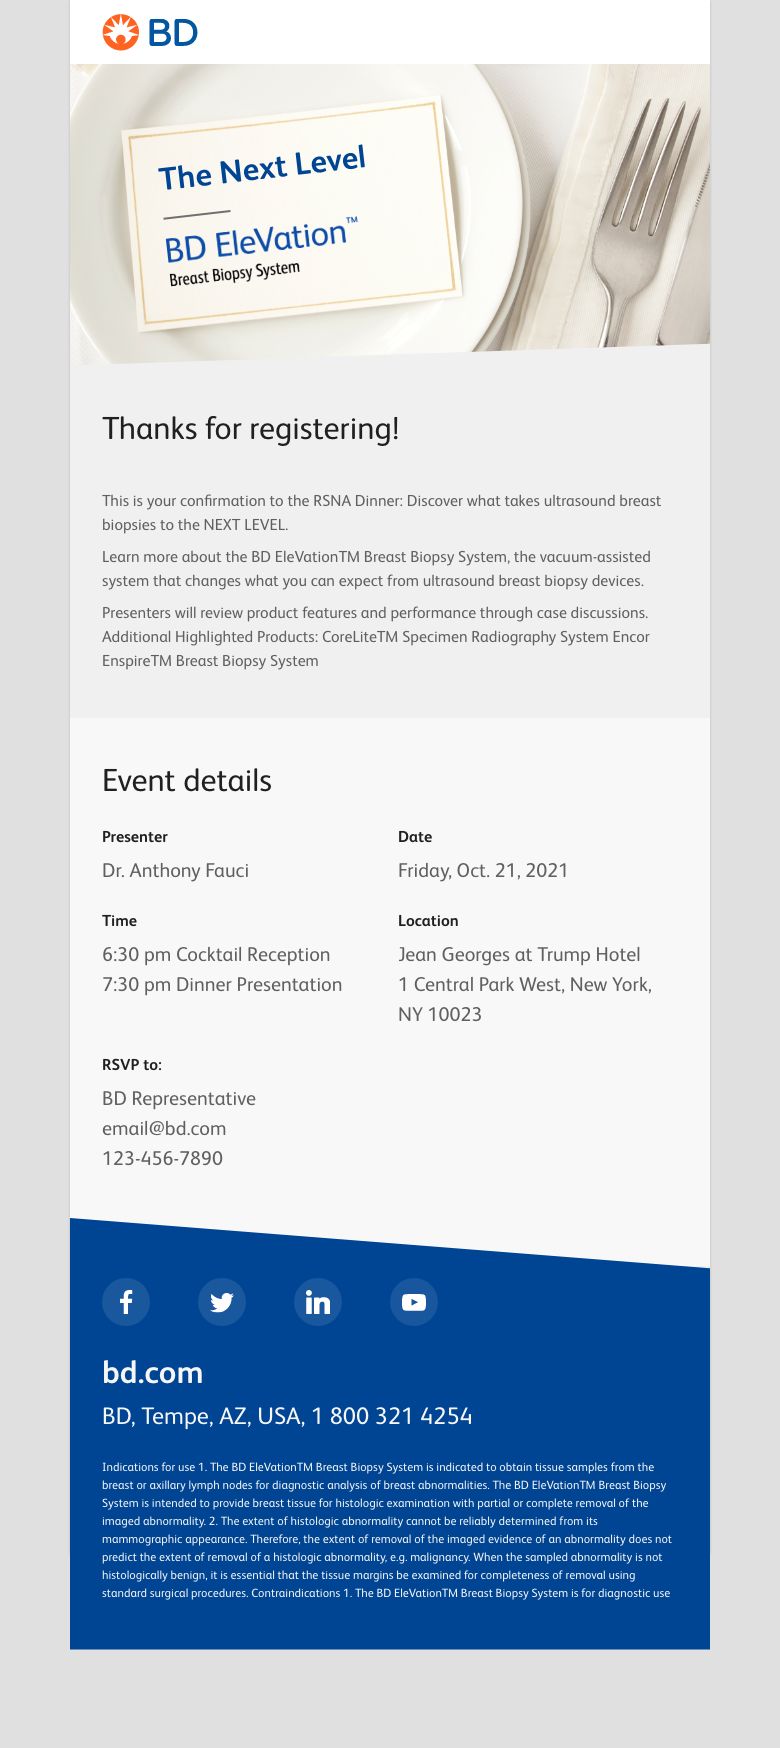 BD
The Next Level
BD EleVation™
Breast Biopsy System
Thanks for registering!
This is your confirmation to the RSNA Dinner: Discover what takes ultrasound breast
biopsies to the NEXT LEVEL.
Learn more about the BD EleVationTM Breast Biopsy System, the vacuum-assisted
system that changes what you can expect from ultrasound breast biopsy devices.
Presenters will review product features and performance through case discussions.
Additional Highlighted Products: CoreLiteTM Specimen Radiography System Encor
EnspireTM Breast Biopsy System
Event details
Presenter
Dr. Anthony Fauci
Date
Friday, Oct. 21, 2021
Time
6:30 pm Cocktail Reception
7:30 pm Dinner Presentation
Location
Jean Georges at Trump Hotel
1 Central Park West, New York,
NY 10023
RSVP to:
BD Representative
email@bd.com
123-456-7890
bd.com
BD, Tempe, AZ, USA, 1 800 321 4254
Indications for use 1. The BD EleVationTM Breast Biopsy System is indicated to obtain tissue samples from the
breast or axillary lymph nodes for diagnostic analysis of breast abnormalities. The BD EleVationTM Breast Biopsy
System is intended to provide breast tissue for histologic examination with partial or complete removal of the
imaged abnormality. 2. The extent of histologic abnormality cannot be reliably determined from its
mammographic appearance. Therefore, the extent of removal of the imaged evidence of an abnormality does not
predict the extent of removal of a histologic abnormality, e.g. malignancy. When the sampled abnormality is not
histologically benign, it is essential that the tissue margins be examined for completeness of removal using
standard surgical procedures. Contraindications 1. The BD EleVationTM Breast Biopsy System is for diagnostic use